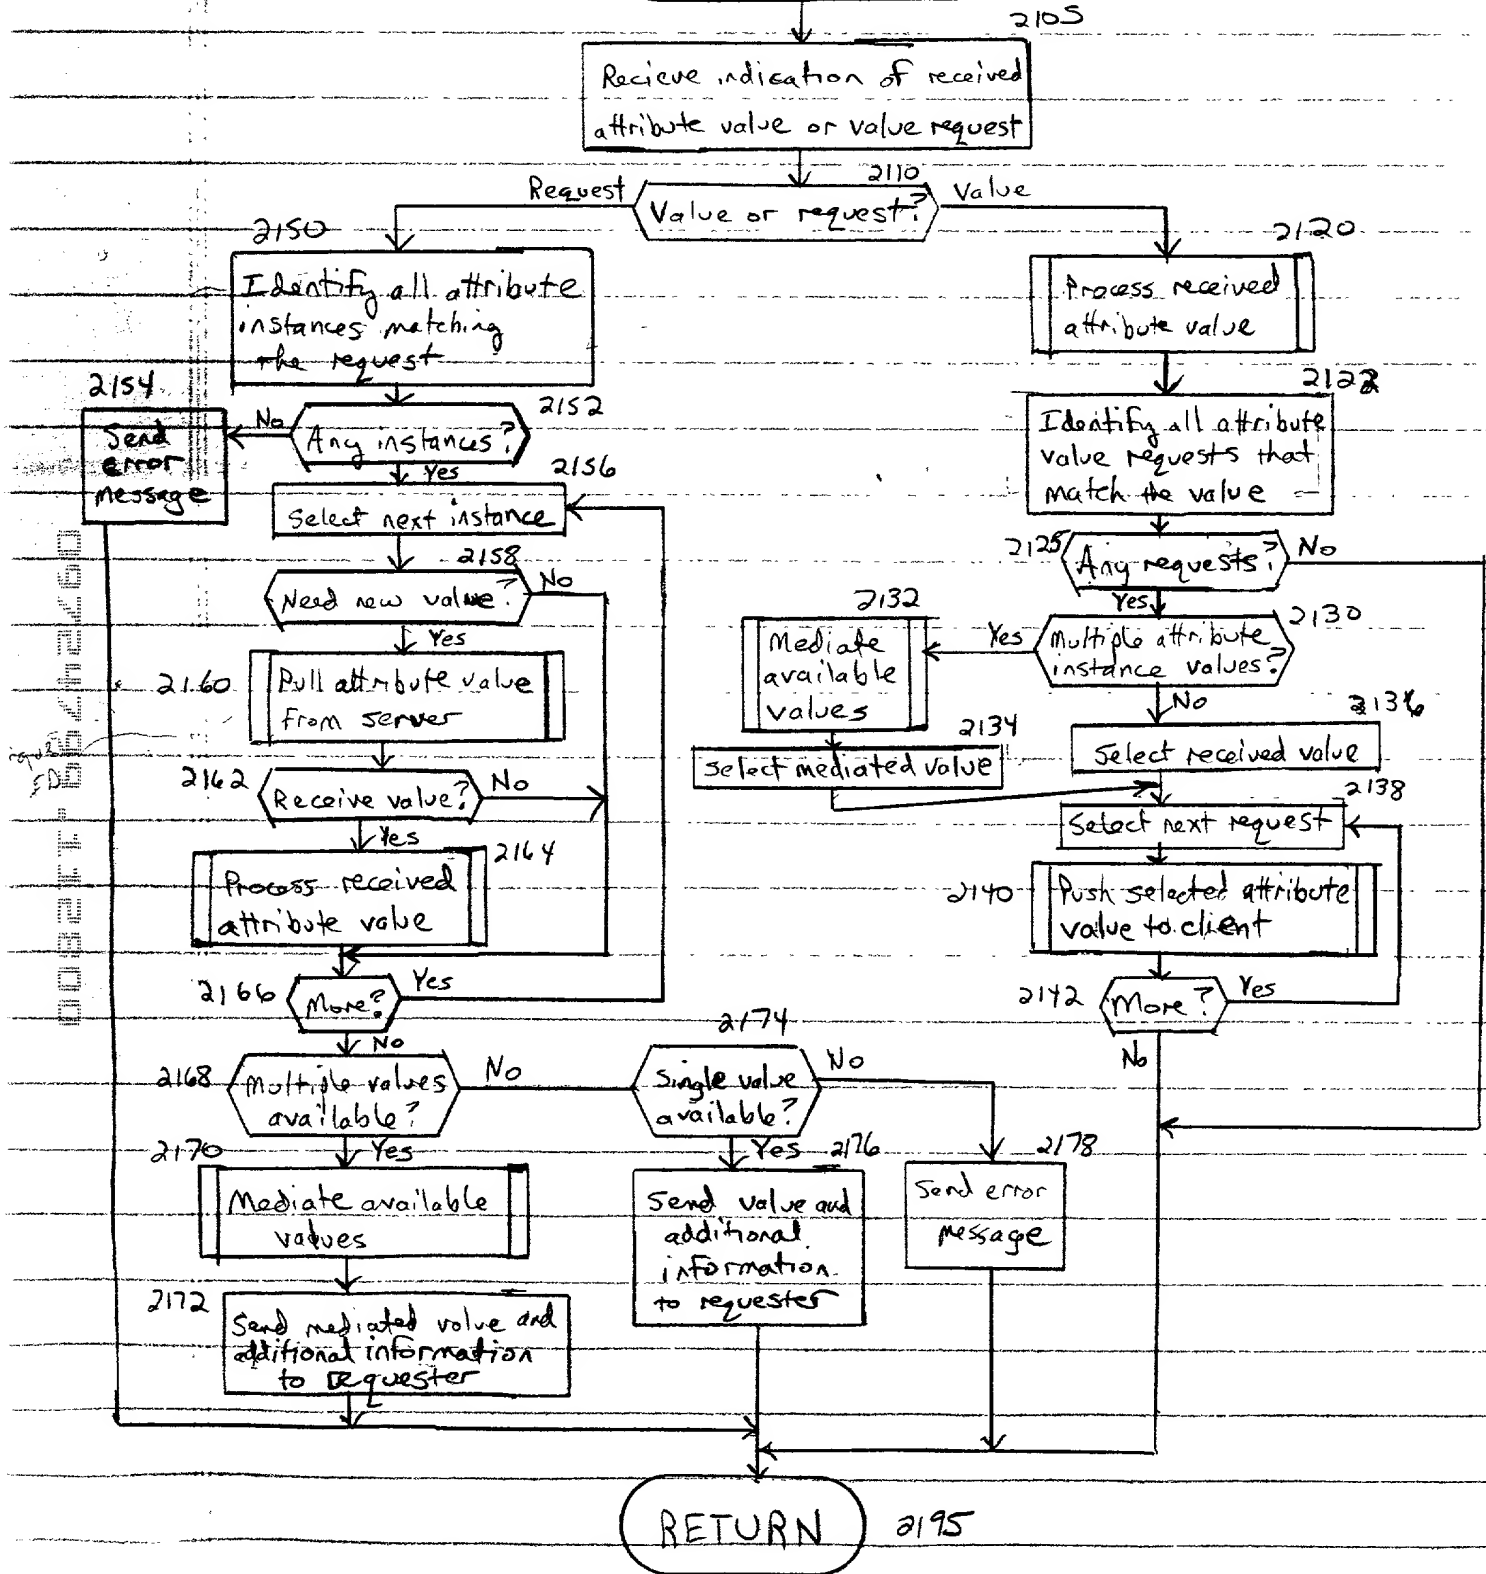 2105
Recieve indication of received
attribute value or value request
2110
Request
Value or request?
Value
2150
Identify all attribute
instances matching
the request
2120
Process received
attribute value
2154
Send
error
message
No
2152
Any instances?
Yes
2122
Identify all attribute
value requests that
match the value
2156
Select next instance
2125
Any requests?
No
Yes
2158
Need new value?
No
Yes
2132
Mediate
available
values
Yes
2130
Multiple attribute
instance values?
No
2160
Pull attribute value
from server
2134
Select mediated value
2136
Select received value
2162
Receive value?
No
Yes
2138
Select next request
2164
Process received
attribute value
2140
Push selected attribute
value to client
2166
More?
Yes
No
2142
More?
Yes
No
2168
Multiple values
available?
No
Yes
2174
Single value
available?
No
Yes
2170
Mediate available
values
2176
Send value and
additional
information
to requester
2178
Send error
message
2172
Send mediated value and
additional information
to requester
RETURN
2195